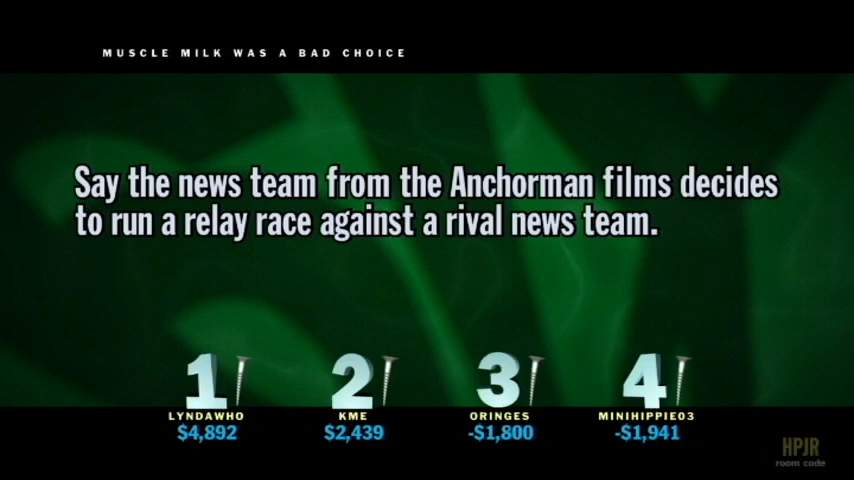 MUSCLE MILK WAS A BAD CHOICE
Say the news team from the Anchorman films decides
to run a relay race against a rival news team.
1 2 3 4
LYNDAWHO KME ORINGES MINIHIPPIE03
$4,892 $2,439 -$1,800 -$1,941
HPJR
room code